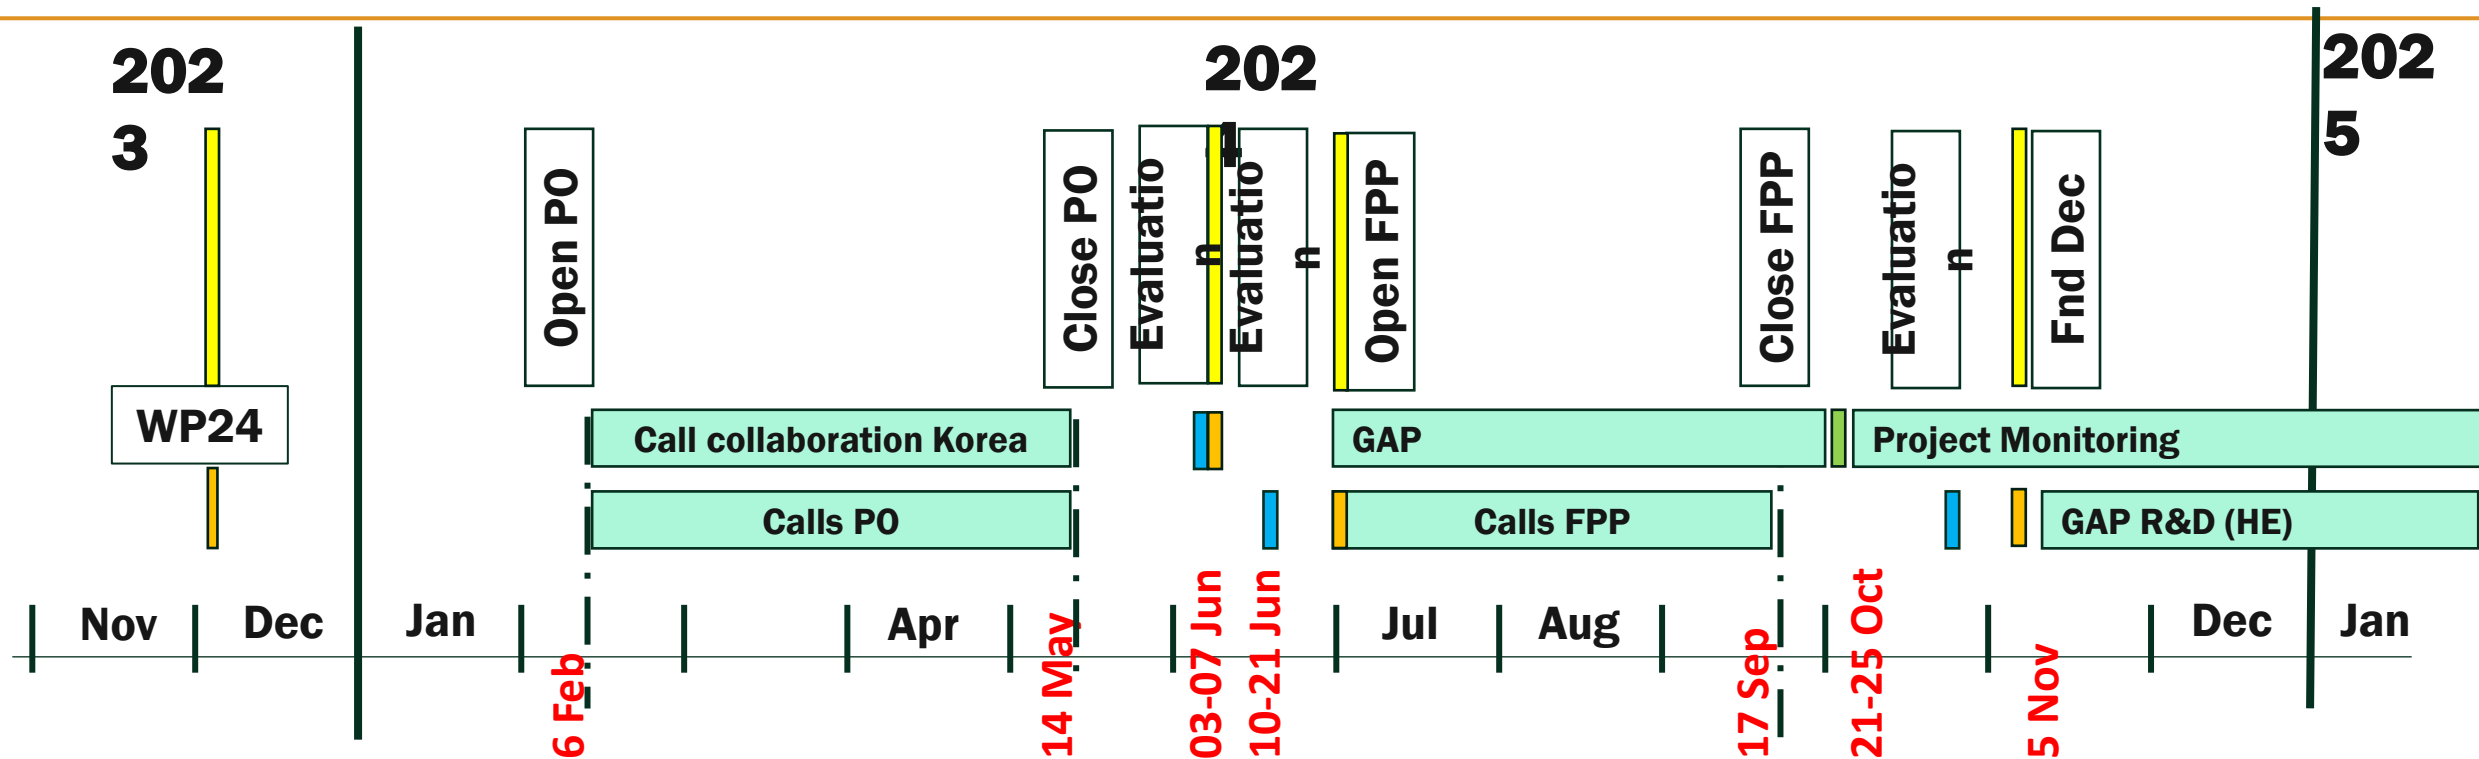 202
3
202
4
202
5
Open PO
Close PO
Evaluatio
n
Evaluatio
n
Open FPP
Close FPP
Evaluatio
n
Fnd Dec
WP24
Call collaboration Korea
GAP
Project Monitoring
Calls PO
Calls FPP
GAP R&D (HE)
Nov
Dec
Jan
Apr
Jul
Aug
Dec
Jan
6 Feb
14 May
03-07 Jun
10-21 Jun
17 Sep
21-25 Oct
5 Nov